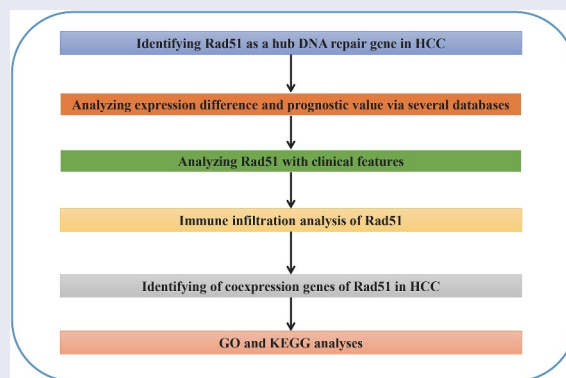 Identifying Rad51 as a hub DNA repair gene in HCC
Analyzing expression difference and prognostic value via several databases
Analyzing Rad51 with clinical features
Immune infiltration analysis of Rad51
Identifying of coexpression genes of Rad51 in HCC
GO and KEGG analyses